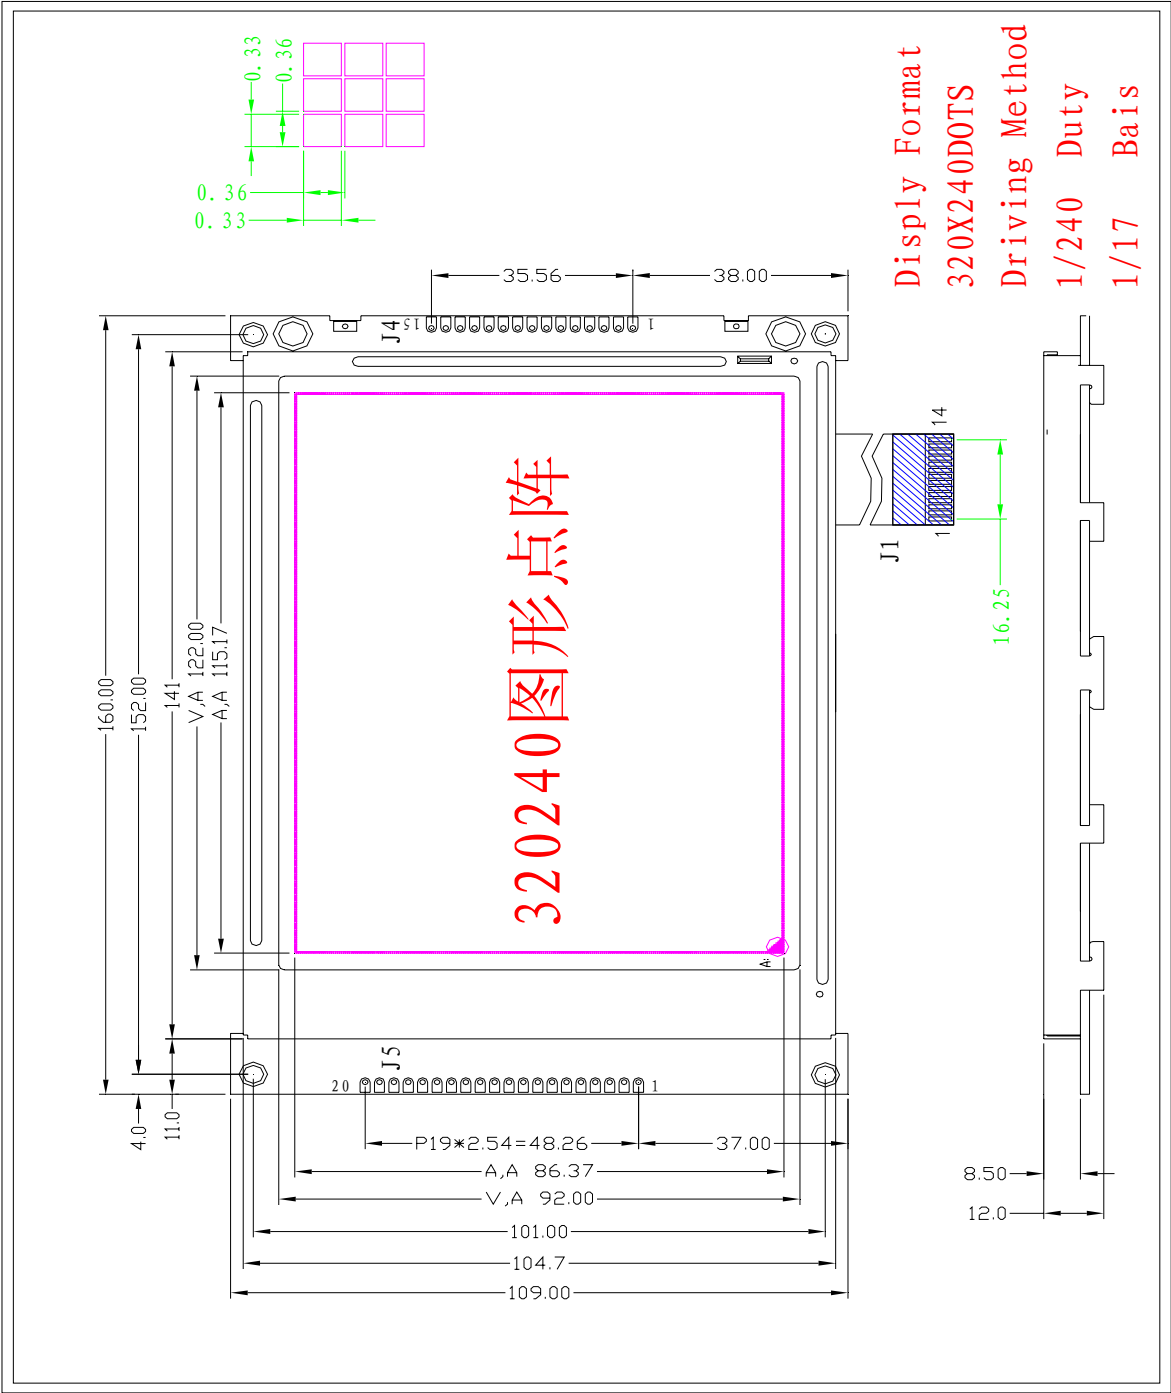 0.33
0.36
0.36
0.33
Disply Format
320X240DOTS
Driving Method
1/240 Duty
1/17 Bais
35.56
38.00
J4
15
1
160.00
152.00
141
V,A 122.00
A,A 115.17
320240图形点阵
14
1
J1
16.25
A:
4.0
11.0
J5
20
1
P19*2.54=48.26
37.00
A,A 86.37
V,A 92.00
101.00
104.7
109.00
8.50
12.0